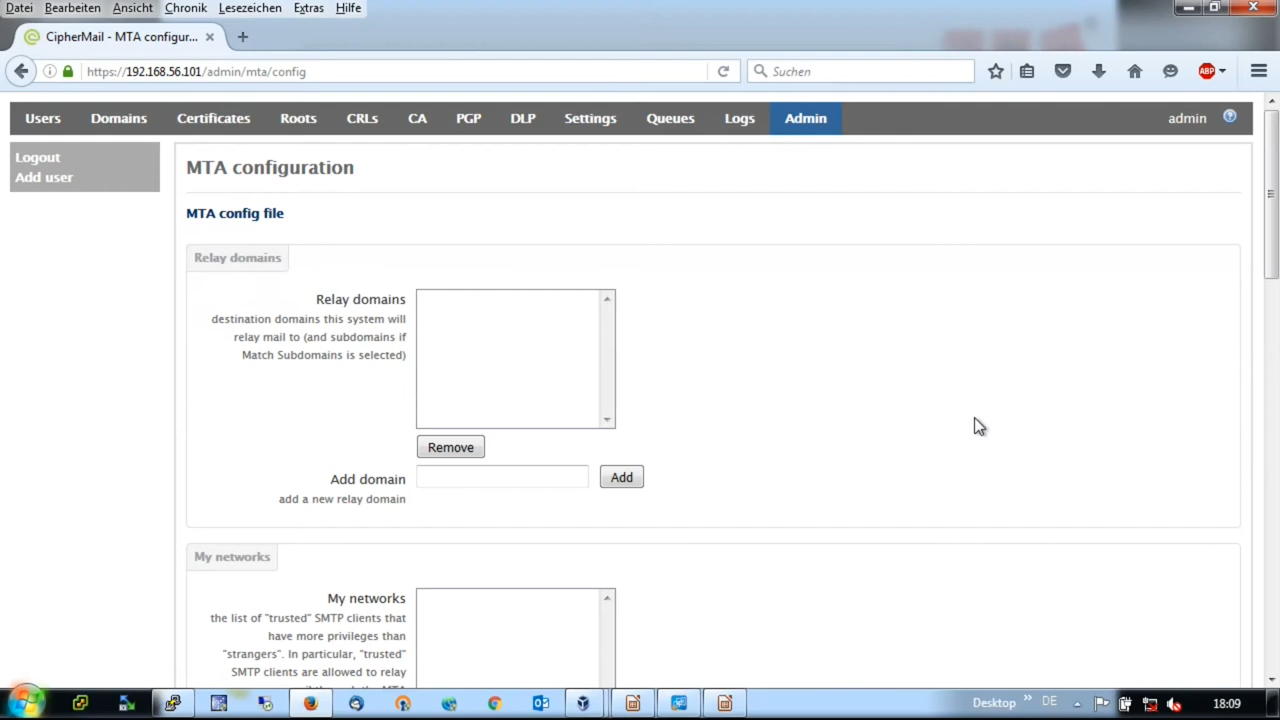 Datei Bearbeiten Ansicht Chronik Lesezeichen Extras Hilfe
CipherMail - MTA configur...
https://192.168.56.101/admin/mta/config
Suchen
ABP
Users Domains Certificates Roots CRLs CA PGP DLP Settings Queues Logs Admin admin
Logout
Add user
MTA configuration
MTA config file
Relay domains
Relay domains
destination domains this system will
relay mail to (and subdomains if
Match Subdomains is selected)
Remove
Add domain
Add
add a new relay domain
My networks
My networks
the list of "trusted" SMTP clients that
have more privileges than
"strangers". In particular, "trusted"
SMTP clients are allowed to relay
Desktop » DE 18:09